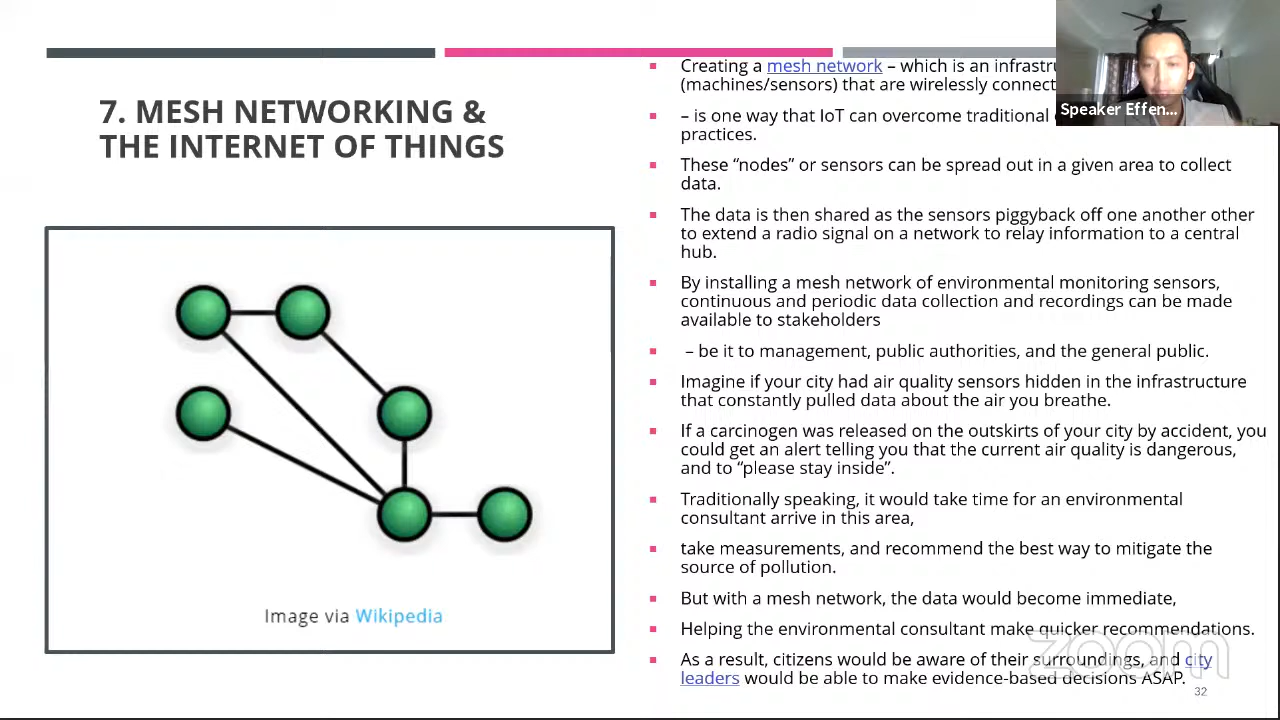 7. MESH NETWORKING &
THE INTERNET OF THINGS
Image via Wikipedia
Creating a mesh network – which is an
(machines/sensors) that are wirelessly
– is one way that IoT can overcome traditional
practices.
These “nodes” or sensors can be spread out in a given area to collect
data.
The data is then shared as the sensors piggyback off one another other
to extend a radio signal on a network to relay information to a central
hub.
By installing a mesh network of environmental monitoring sensors,
continuous and periodic data collection and recordings can be made
available to stakeholders
– be it to management, public authorities, and the general public.
Imagine if your city had air quality sensors hidden in the infrastructure
that constantly pulled data about the air you breathe.
If a carcinogen was released on the outskirts of your city by accident, you
could get an alert telling you that the current air quality is dangerous,
and to “please stay inside”.
Traditionally speaking, it would take time for an environmental
consultant arrive in this area,
take measurements, and recommend the best way to mitigate the
source of pollution.
But with a mesh network, the data would become immediate,
Helping the environmental consultant make quicker recommendations.
As a result, citizens would be aware of their surroundings, and city
leaders would be able to make evidence-based decisions ASAP.
32
Speaker Effen...
zoom